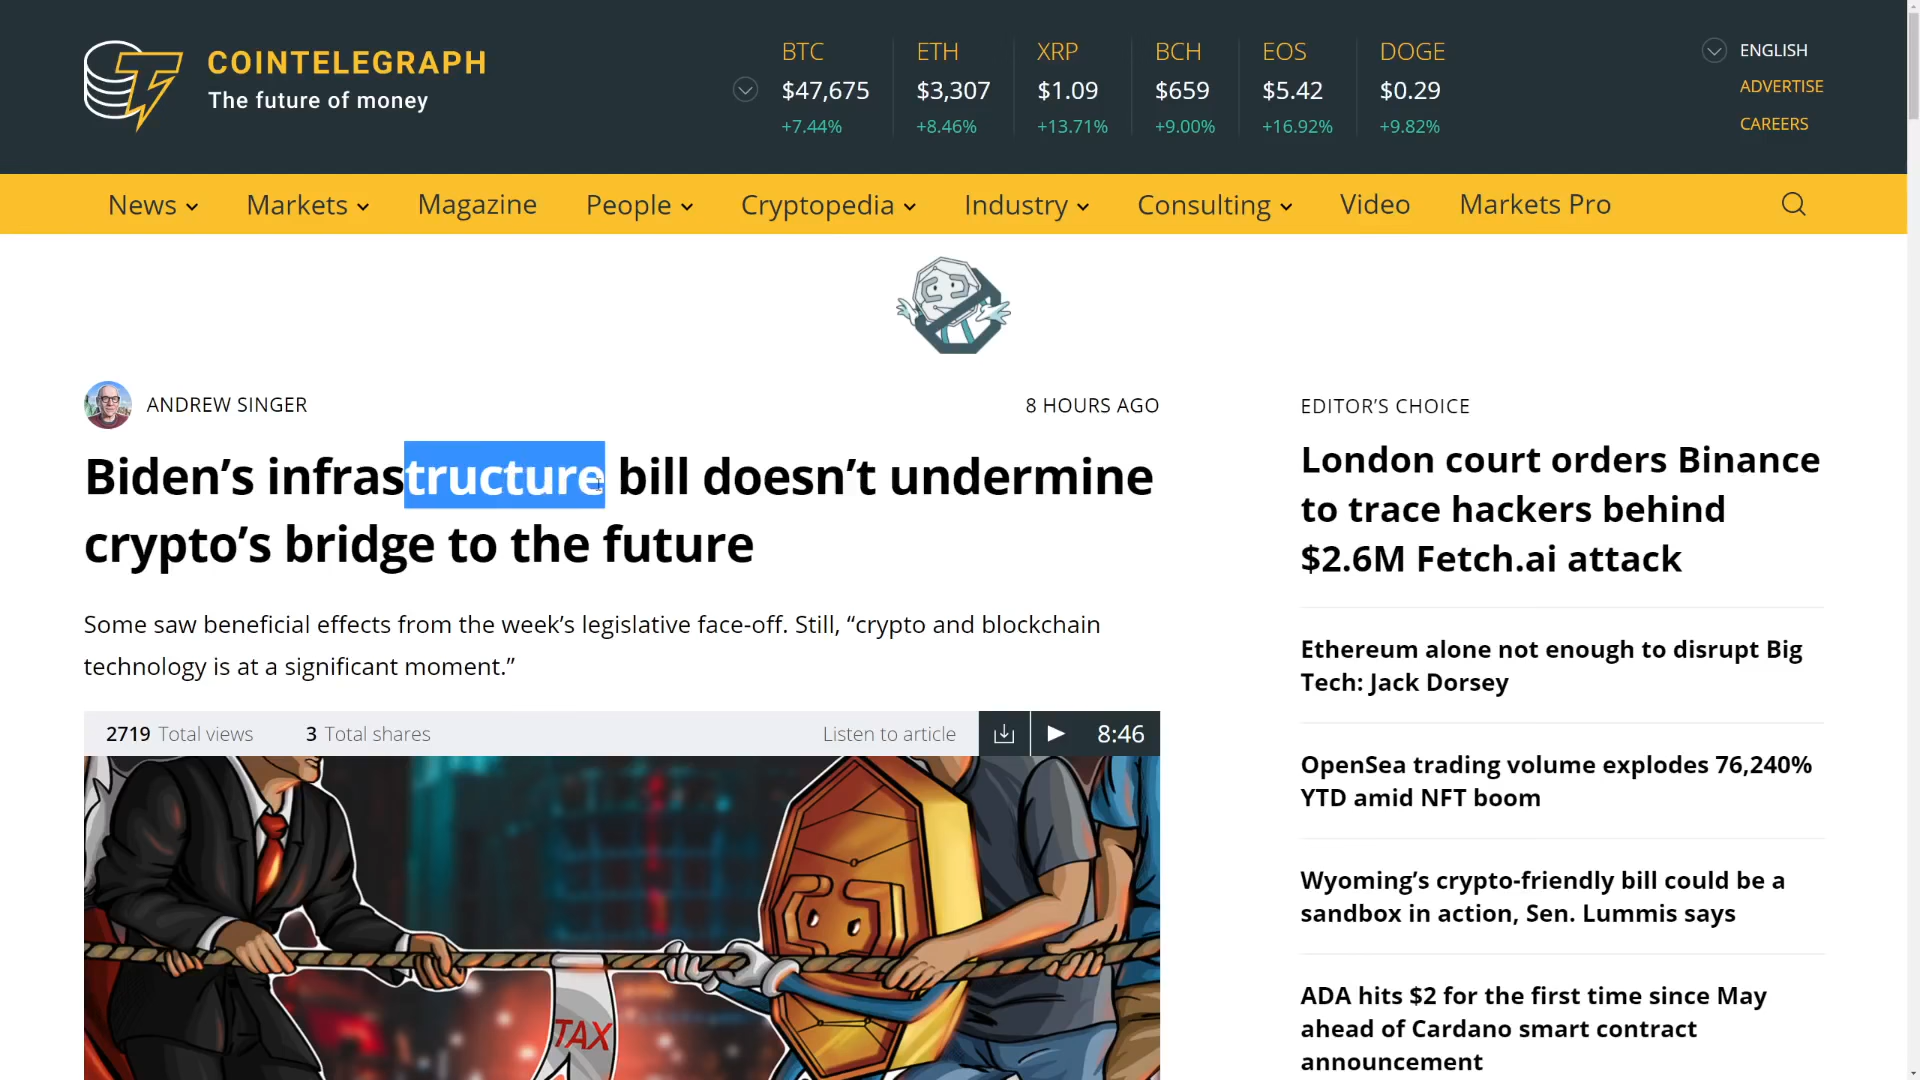 COINTELEGRAPH
The future of money
BTC
$47,675
+7.44%
ETH
$3,307
+8.46%
XRP
$1.09
+13.71%
BCH
$659
+9.00%
EOS
$5.42
+16.92%
DOGE
$0.29
+9.82%
ENGLISH
ADVERTISE
CAREERS
News Markets Magazine People Cryptopedia Industry Consulting Video Markets Pro
ANDREW SINGER
8 HOURS AGO
Biden’s infrastructure bill doesn’t undermine
crypto’s bridge to the future
Some saw beneficial effects from the week’s legislative face-off. Still, “crypto and blockchain
technology is at a significant moment.”
2719 Total views 3 Total shares Listen to article 8:46
TAX
EDITOR’S CHOICE
London court orders Binance
to trace hackers behind
$2.6M Fetch.ai attack
Ethereum alone not enough to disrupt Big
Tech: Jack Dorsey
OpenSea trading volume explodes 76,240%
YTD amid NFT boom
Wyoming’s crypto-friendly bill could be a
sandbox in action, Sen. Lummis says
ADA hits $2 for the first time since May
ahead of Cardano smart contract
announcement